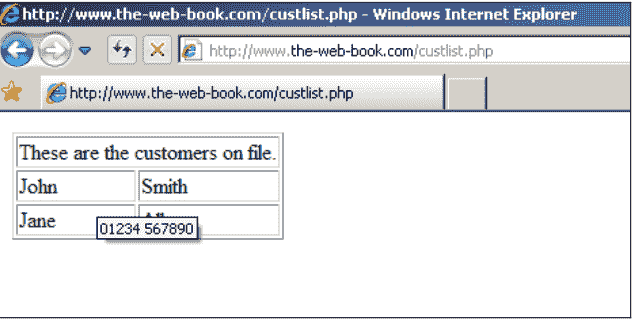 http://www.the-web-book.com/custlist.php - Windows Internet Explorer
http://www.the-web-book.com/custlist.php
http://www.the-web-book.com/custlist.php
These are the customers on file.
John Smith
Jane
01234 567890